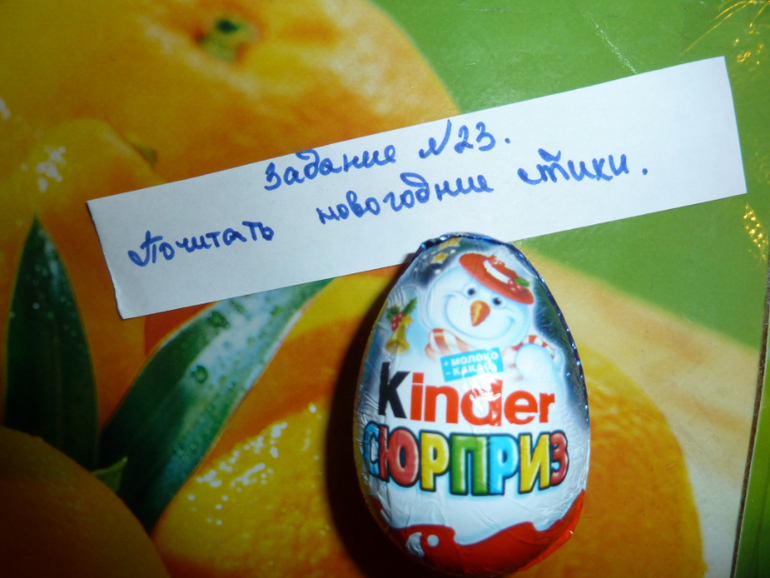 Задание №23.
Почитать новогодние стихи.
+ МОЛОКО
- КАКАО
Kinder
СЮРПРИЗ